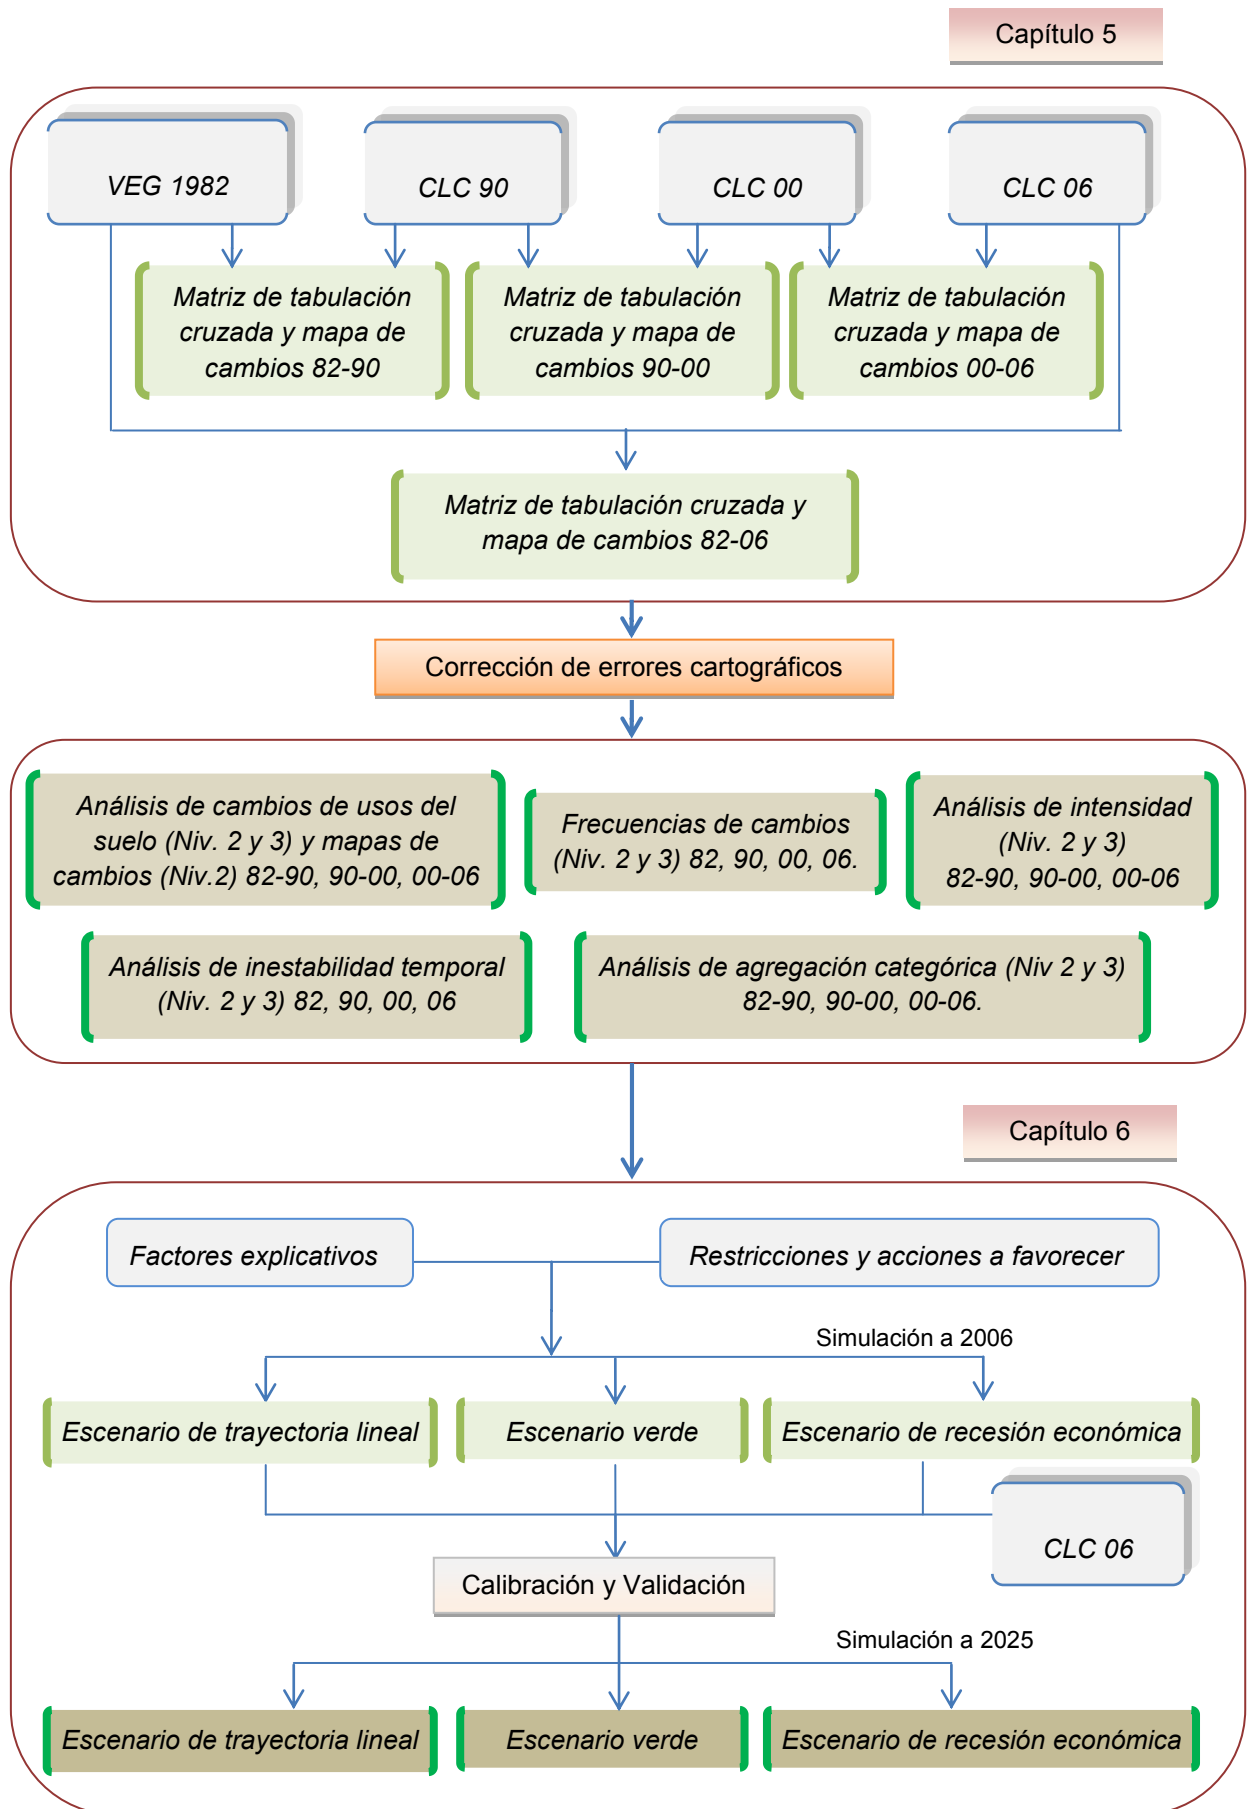 Capítulo 5
VEG 1982
CLC 90
CLC 00
CLC 06
Matriz de tabulación
cruzada y mapa de
cambios 82-90
Matriz de tabulación
cruzada y mapa de
cambios 90-00
Matriz de tabulación
cruzada y mapa de
cambios 00-06
Matriz de tabulación cruzada y
mapa de cambios 82-06
Corrección de errores cartográficos
Análisis de cambios de usos del
suelo (Niv. 2 y 3) y mapas de
cambios (Niv.2) 82-90, 90-00, 00-06
Frecuencias de cambios
(Niv. 2 y 3) 82, 90, 00, 06.
Análisis de intensidad
(Niv. 2 y 3)
82-90, 90-00, 00-06
Análisis de inestabilidad temporal
(Niv. 2 y 3) 82, 90, 00, 06
Análisis de agregación categórica (Niv 2 y 3)
82-90, 90-00, 00-06.
Capítulo 6
Factores explicativos
Restricciones y acciones a favorecer
Simulación a 2006
Escenario de trayectoria lineal
Escenario verde
Escenario de recesión económica
CLC 06
Calibración y Validación
Simulación a 2025
Escenario de trayectoria lineal
Escenario verde
Escenario de recesión económica